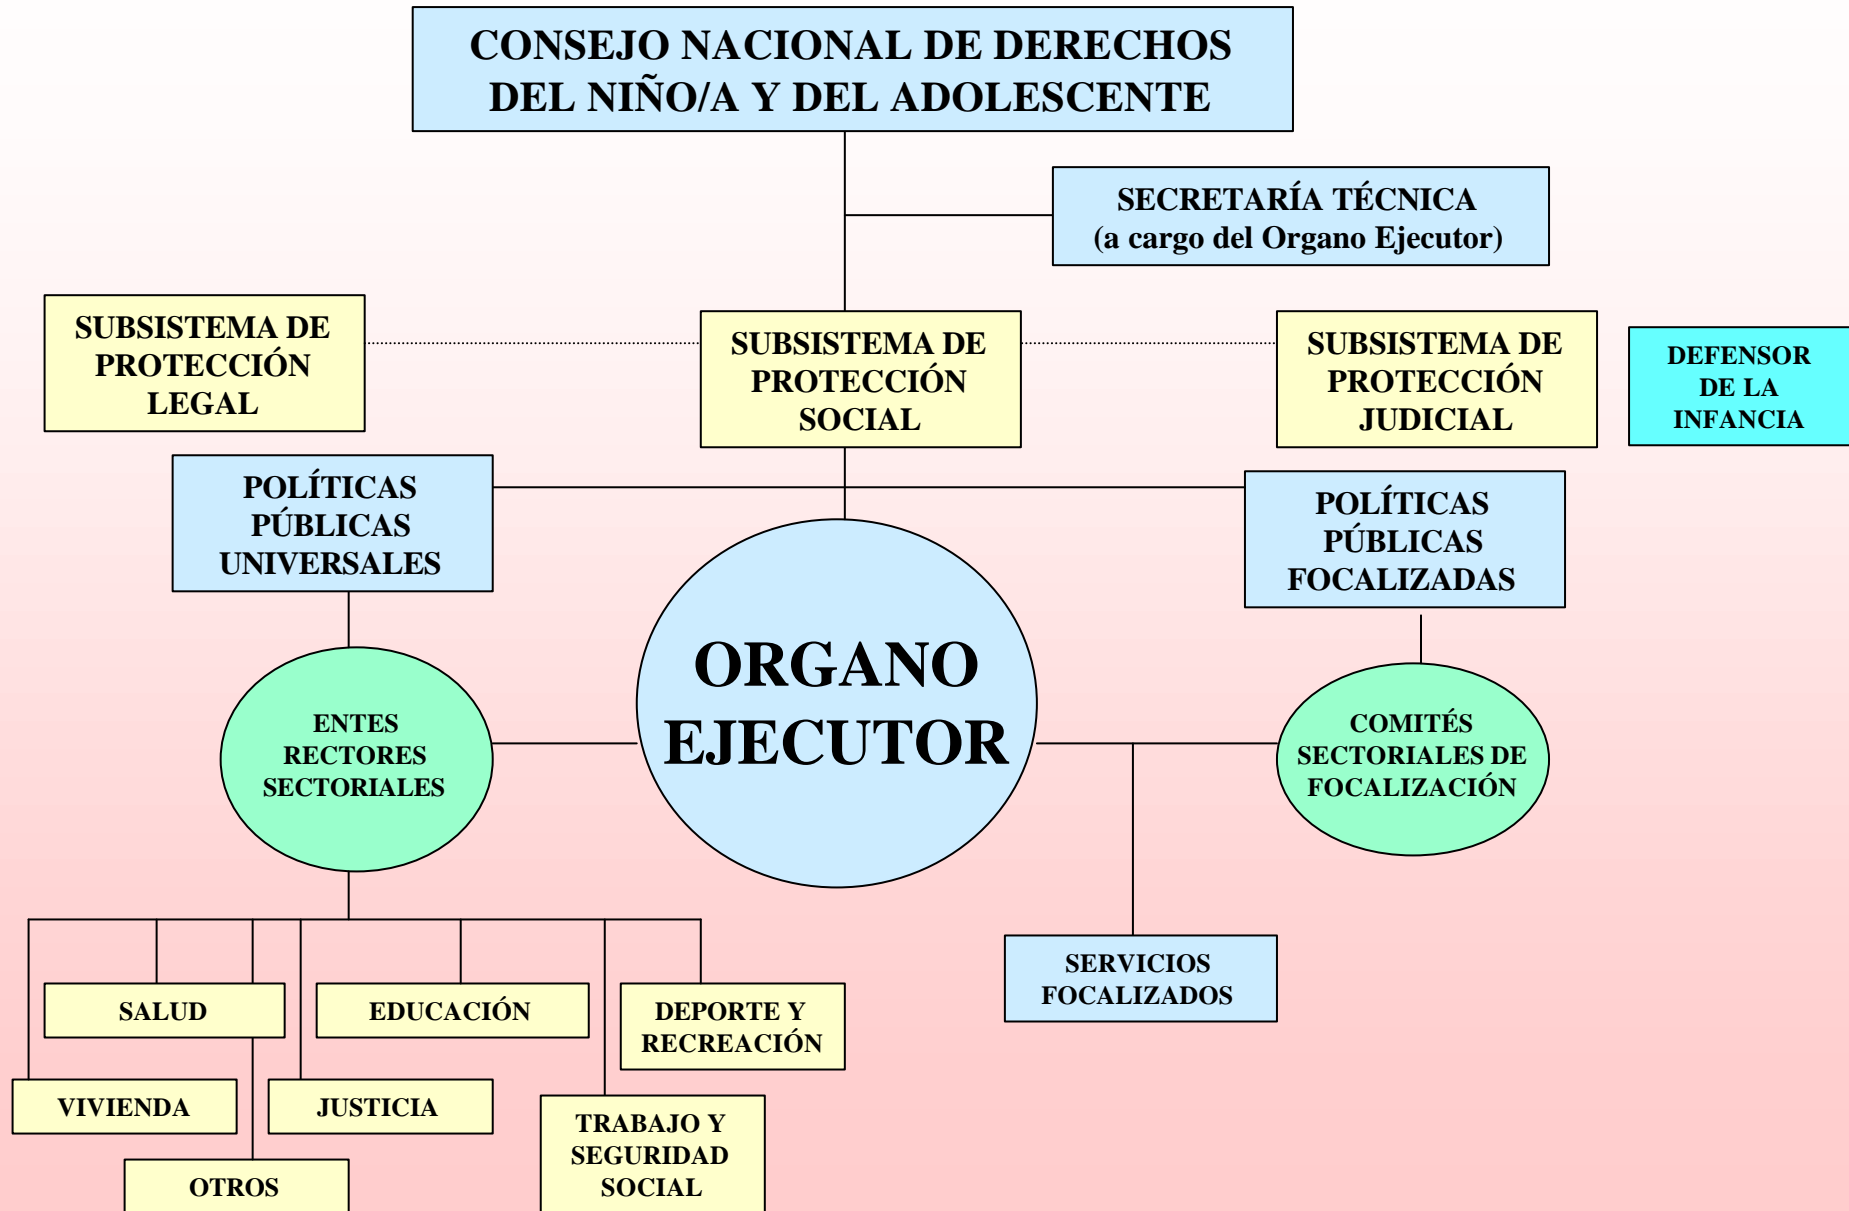 CONSEJO NACIONAL DE DERECHOS
DEL NIÑO/A Y DEL ADOLESCENTE
SECRETARÍA TÉCNICA
(a cargo del Organo Ejecutor)
SUBSISTEMA DE
PROTECCIÓN
LEGAL
SUBSISTEMA DE
PROTECCIÓN
SOCIAL
SUBSISTEMA DE
PROTECCIÓN
JUDICIAL
DEFENSOR
DE LA
INFANCIA
POLÍTICAS
PÚBLICAS
UNIVERSALES
POLÍTICAS
PÚBLICAS
FOCALIZADAS
ORGANO
EJECUTOR
ENTES
RECTORES
SECTORIALES
COMITÉS
SECTORIALES DE
FOCALIZACIÓN
SERVICIOS
FOCALIZADOS
SALUD
EDUCACIÓN
DEPORTE Y
RECREACIÓN
VIVIENDA
JUSTICIA
TRABAJO Y
SEGURIDAD
SOCIAL
OTROS